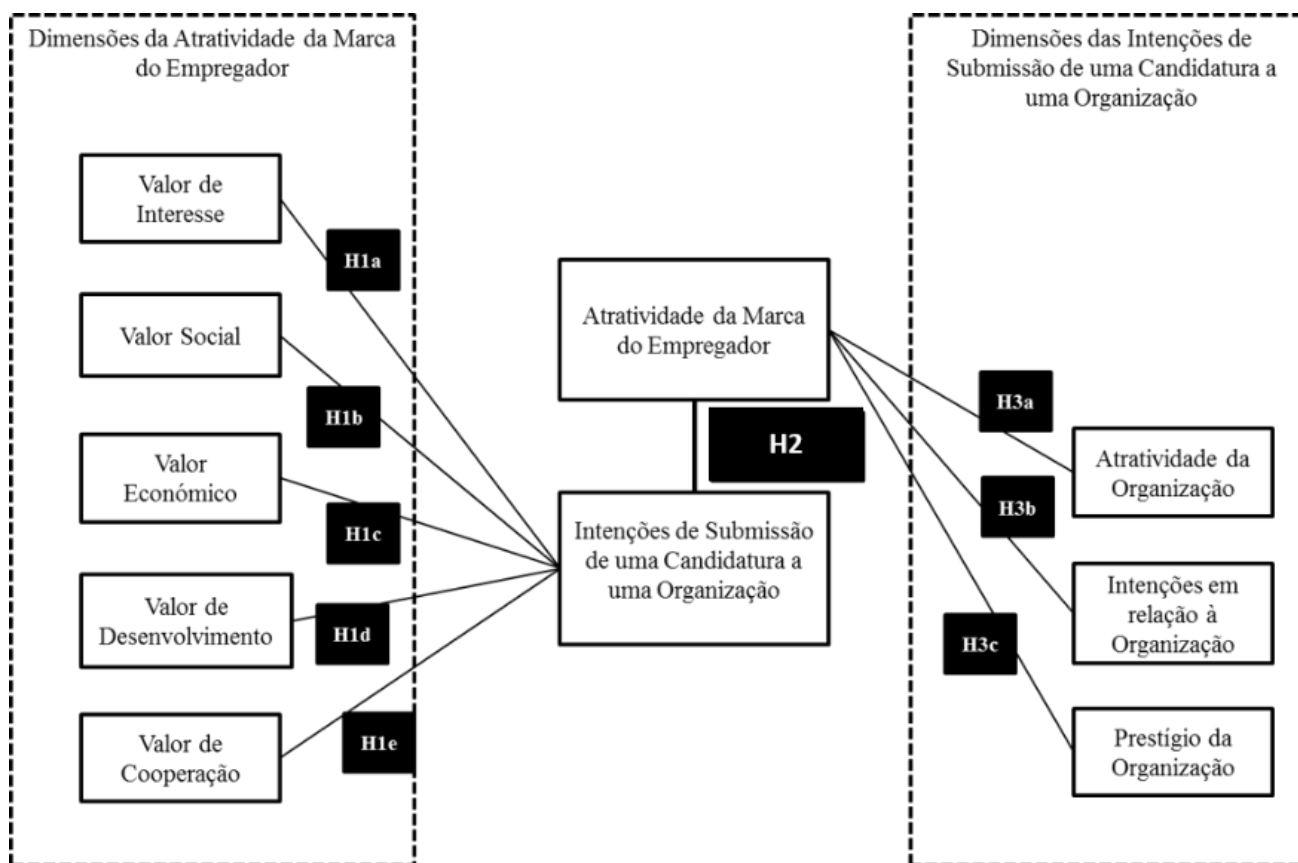 Dimensões da Atratividade da Marca
do Empregador
Valor de
Interesse
H1a
Valor Social
H1b
Valor
Económico
H1c
Valor de
Desenvolvimento
H1d
Valor de
Cooperação
H1e
Atratividade da Marca
do Empregador
H2
Intenções de Submissão
de uma Candidatura a
uma Organização
Dimensões das Intenções de
Submissão de uma Candidatura a
uma Organização
H3a
Atratividade da
Organização
H3b
Intenções em
relação à
Organização
H3c
Prestígio da
Organização